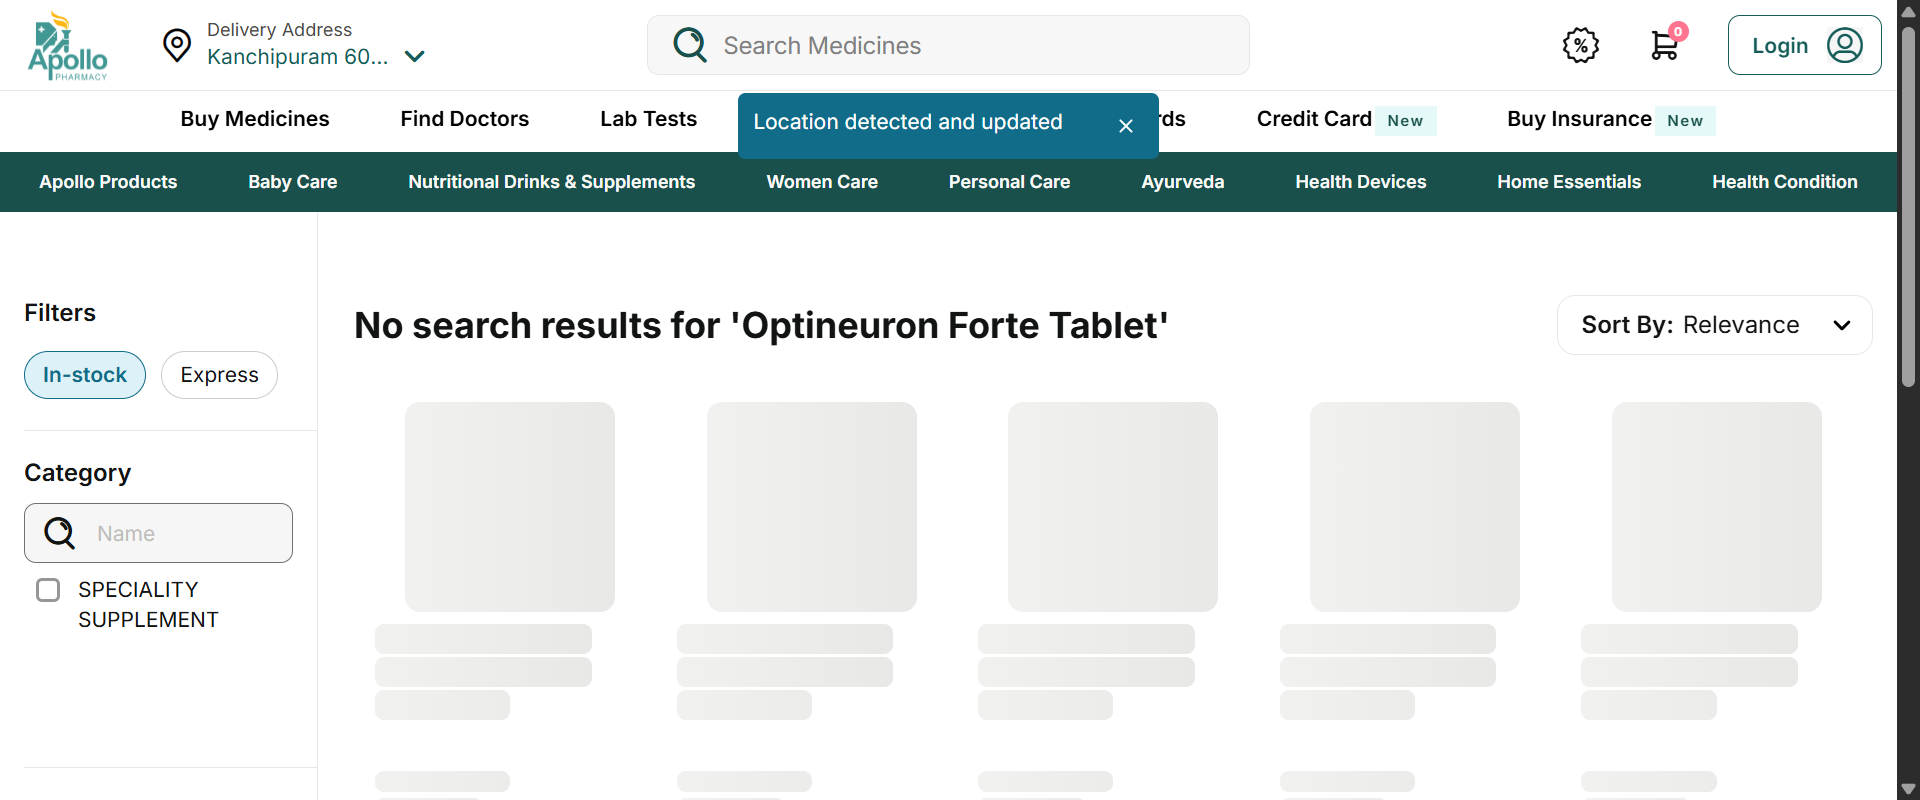 Apollo
PHARMACY
Delivery Address
Kanchipuram 60...
Search Medicines
0
Login
Buy Medicines
Find Doctors
Lab Tests
Location detected and updated
Credit Card New
Buy Insurance New
Apollo Products
Baby Care
Nutritional Drinks & Supplements
Women Care
Personal Care
Ayurveda
Health Devices
Home Essentials
Health Condition
Filters
In-stock
Express
Category
Name
SPECIALITY
SUPPLEMENT
No search results for 'Optineuron Forte Tablet'
Sort By: Relevance